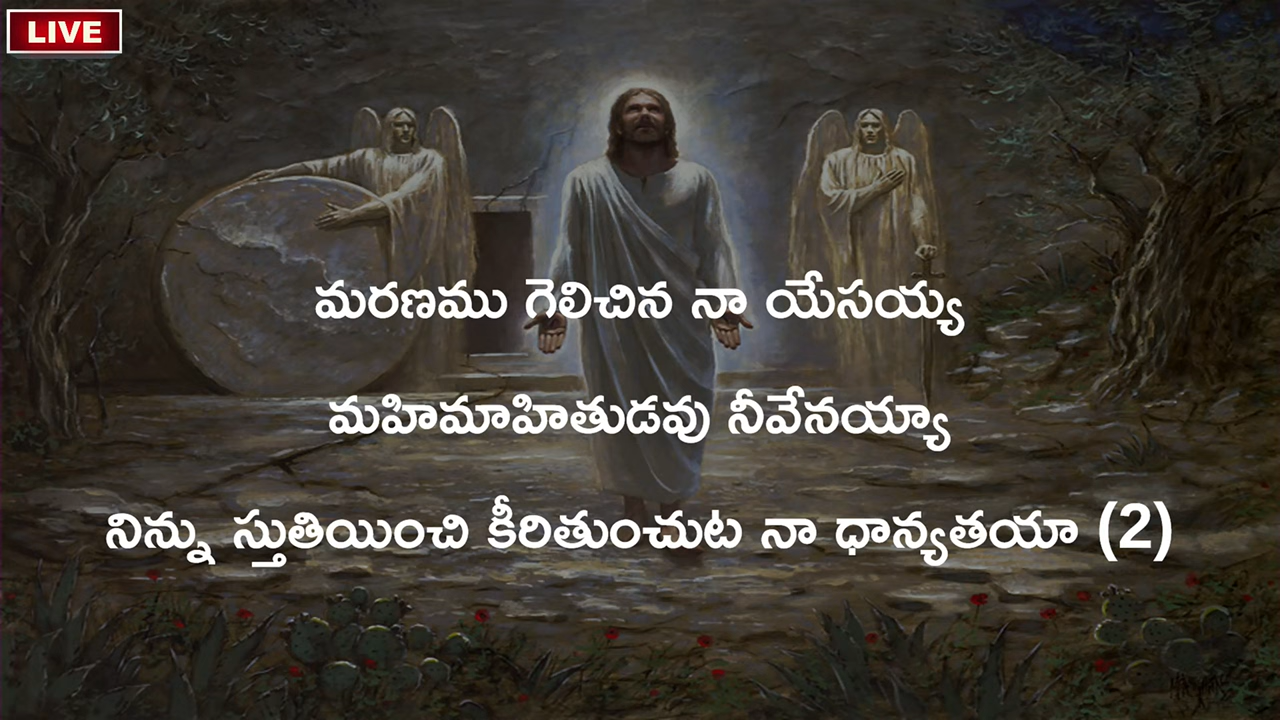 LIVE
మరణము గెలిచిన నా యేసయ్య
మహిమాహితుడవు నీవేనయ్యా
నిన్ను స్తుతియించి కీరితుంచుట నా ధాన్యతయా (2)